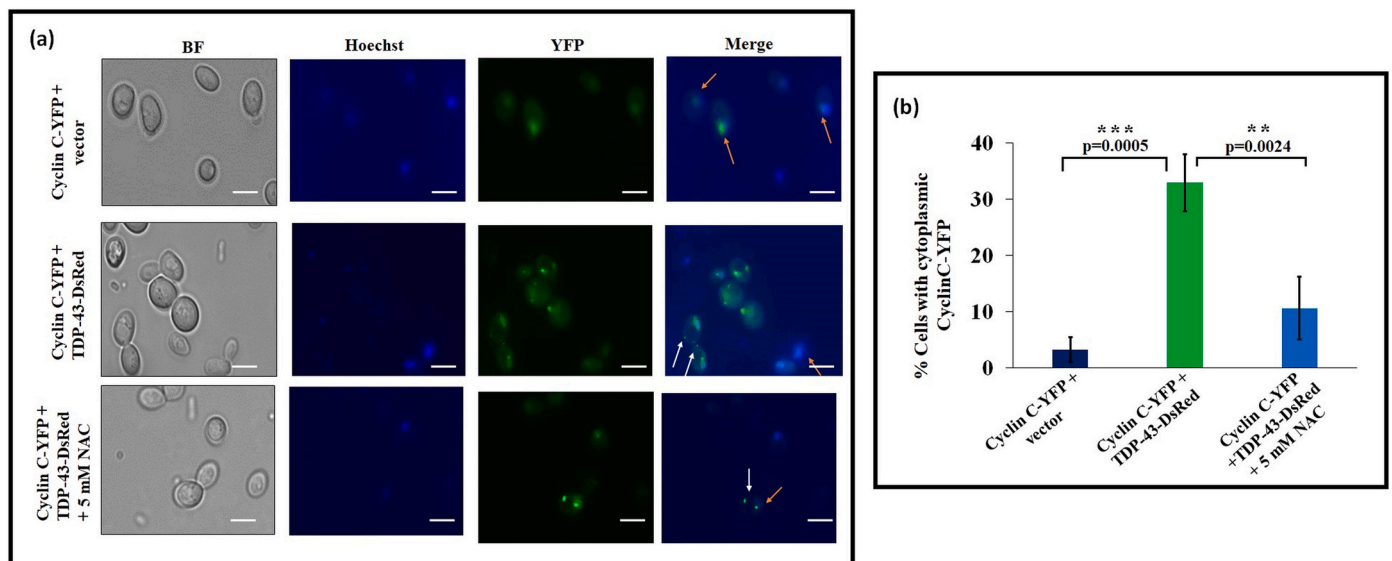 (a)
BF
Hoechst
YFP
Merge
Cyclin C-YFP +
vector
Cyclin C-YFP +
TDP-43-DsRed
Cyclin C-YFP +
TDP-43-DsRed
+ 5 mM NAC
(b)
% Cells with cytoplasmic
CyclinC-YFP
40
30
20
10
0
***
p=0.0005
**
p=0.0024
Cyclin C-YFP +
vector
Cyclin C-YFP +
TDP-43-DsRed
Cyclin C-YFP
+TDP-43-DsRed
+ 5 mM NAC